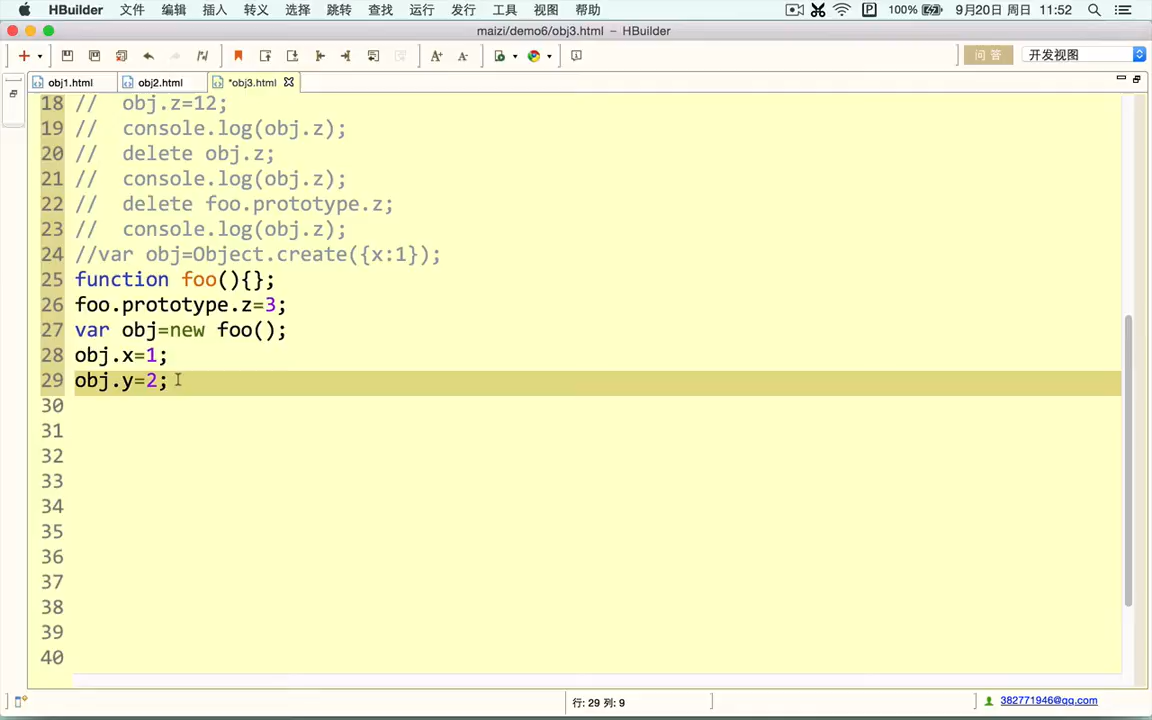 HBuilder 文件 编辑 插入 转义 选择 跳转 查找 运行 发行 工具 视图 帮助 100% 9月20日 周日 11:52
maizi/demo6/obj3.html – HBuilder
A+ A- 问答 开发视图
obj1.html obj2.html *obj3.html
18 // obj.z=12;
19 // console.log(obj.z);
20 // delete obj.z;
21 // console.log(obj.z);
22 // delete foo.prototype.z;
23 // console.log(obj.z);
24 //var obj=Object.create({x:1});
25 function foo(){};
26 foo.prototype.z=3;
27 var obj=new foo();
28 obj.x=1;
29 obj.y=2;
30
31
32
33
34
35
36
37
38
39
40
行: 29 列: 9 382771946@qq.com